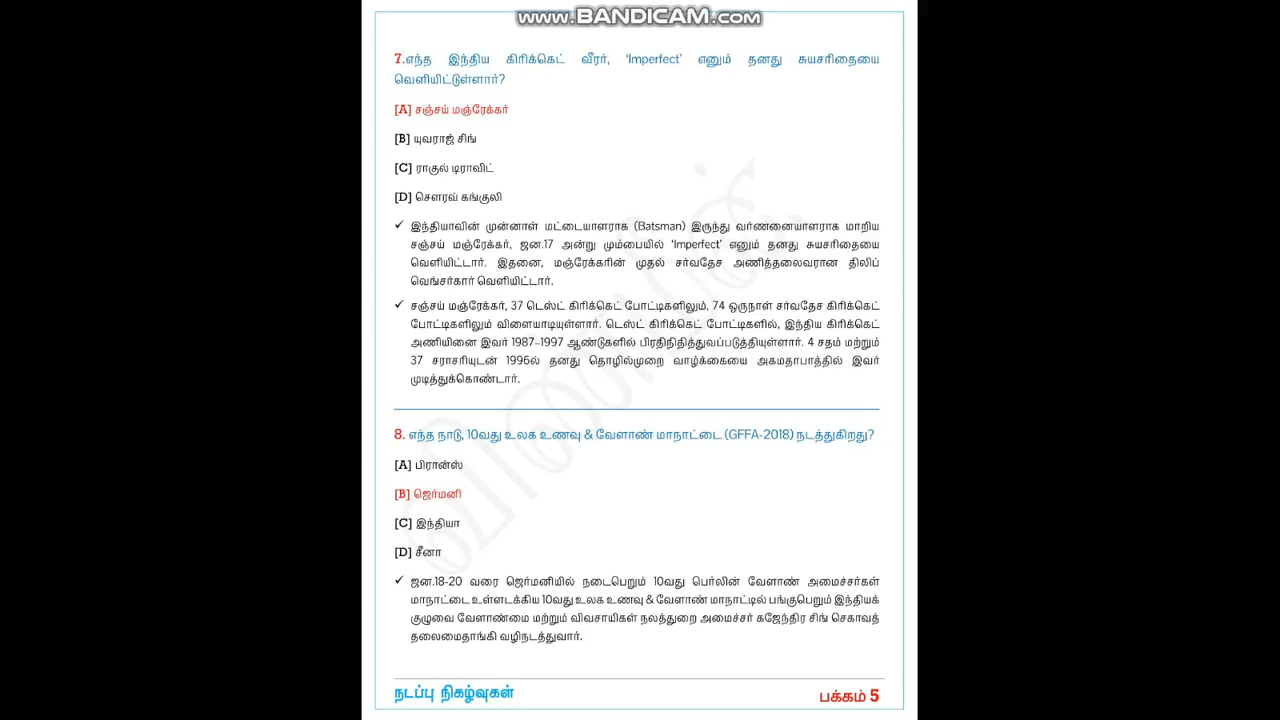 www.BANDICAM.com
7.எந்த இந்திய கிரிக்கெட் வீரர், ‘Imperfect’ எனும் தனது சுயசரிதையை
வெளியிட்டுள்ளார்?
[A] சஞ்சய் மஞ்ரேக்கர்
[B] யுவராஜ் சிங்
[C] ராகுல் டிராவிட்
[D] சௌரவ் கங்குலி
✓ இந்தியாவின் முன்னாள் மட்டையாளராக (Batsman) இருந்து வர்ணனையாளராக மாறிய
சஞ்சய் மஞ்ரேக்கர், ஜன.17 அன்று மும்பையில் ‘Imperfect’ எனும் தனது சுயசரிதையை
வெளியிட்டார். இதனை, மஞ்ரேக்கரின் முதல் சர்வதேச அணித்தலைவரான திலிப்
வெங்சர்கார் வெளியிட்டார்.
✓ சஞ்சய் மஞ்ரேக்கர், 37 டெஸ்ட் கிரிக்கெட் போட்டிகளிலும், 74 ஒருநாள் சர்வதேச கிரிக்கெட்
போட்டிகளிலும் விளையாடியுள்ளார். டெஸ்ட் கிரிக்கெட் போட்டிகளில், இந்திய கிரிக்கெட்
அணியினை இவர் 1987–1997 ஆண்டுகளில் பிரதிநிதித்துவப்படுத்தியுள்ளார். 4 சதம் மற்றும்
37 சராசரியுடன் 1996ல் தனது தொழில்முறை வாழ்க்கையை அகமதாபாத்தில் இவர்
முடித்துக்கொண்டார்.
8. எந்த நாடு, 10வது உலக உணவு & வேளாண் மாநாட்டை (GFFA-2018) நடத்துகிறது?
[A] பிரான்ஸ்
[B] ஜெர்மனி
[C] இந்தியா
[D] சீனா
✓ ஜன.18-20 வரை ஜெர்மனியில் நடைபெறும் 10வது பெர்லின் வேளாண் அமைச்சர்கள்
மாநாட்டை உள்ளடக்கிய 10வது உலக உணவு & வேளாண் மாநாட்டில் பங்குபெறும் இந்தியக்
குழுவை வேளாண்மை மற்றும் விவசாயிகள் நலத்துறை அமைச்சர் கஜேந்திர சிங் செகாவத்
தலைமைதாங்கி வழிநடத்துவார்.
நடப்பு நிகழ்வுகள்
பக்கம் 5